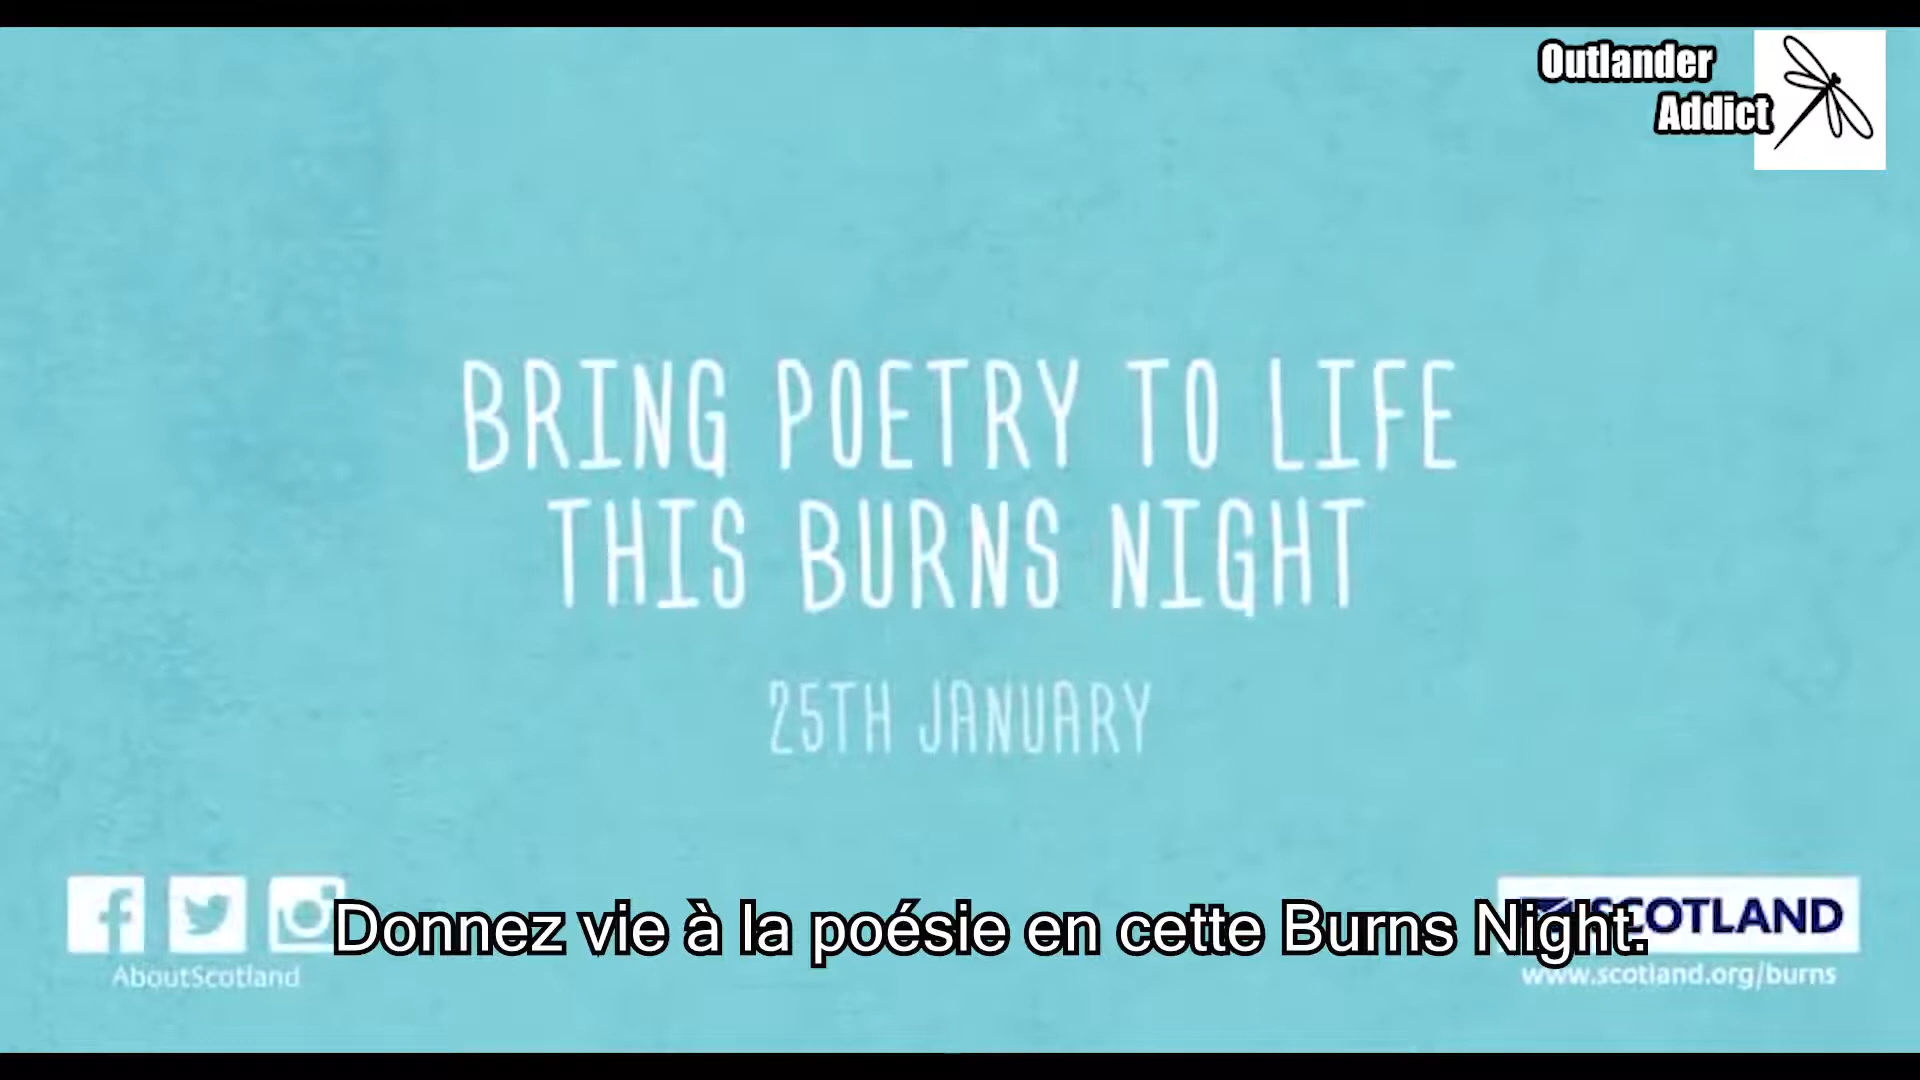 Outlander
Addict
BRING POETRY TO LIFE
THIS BURNS NIGHT
25TH JANUARY
Donnez vie à la poésie en cette Burns Night.
SCOTLAND
AboutScotland
www.scotland.org/burns